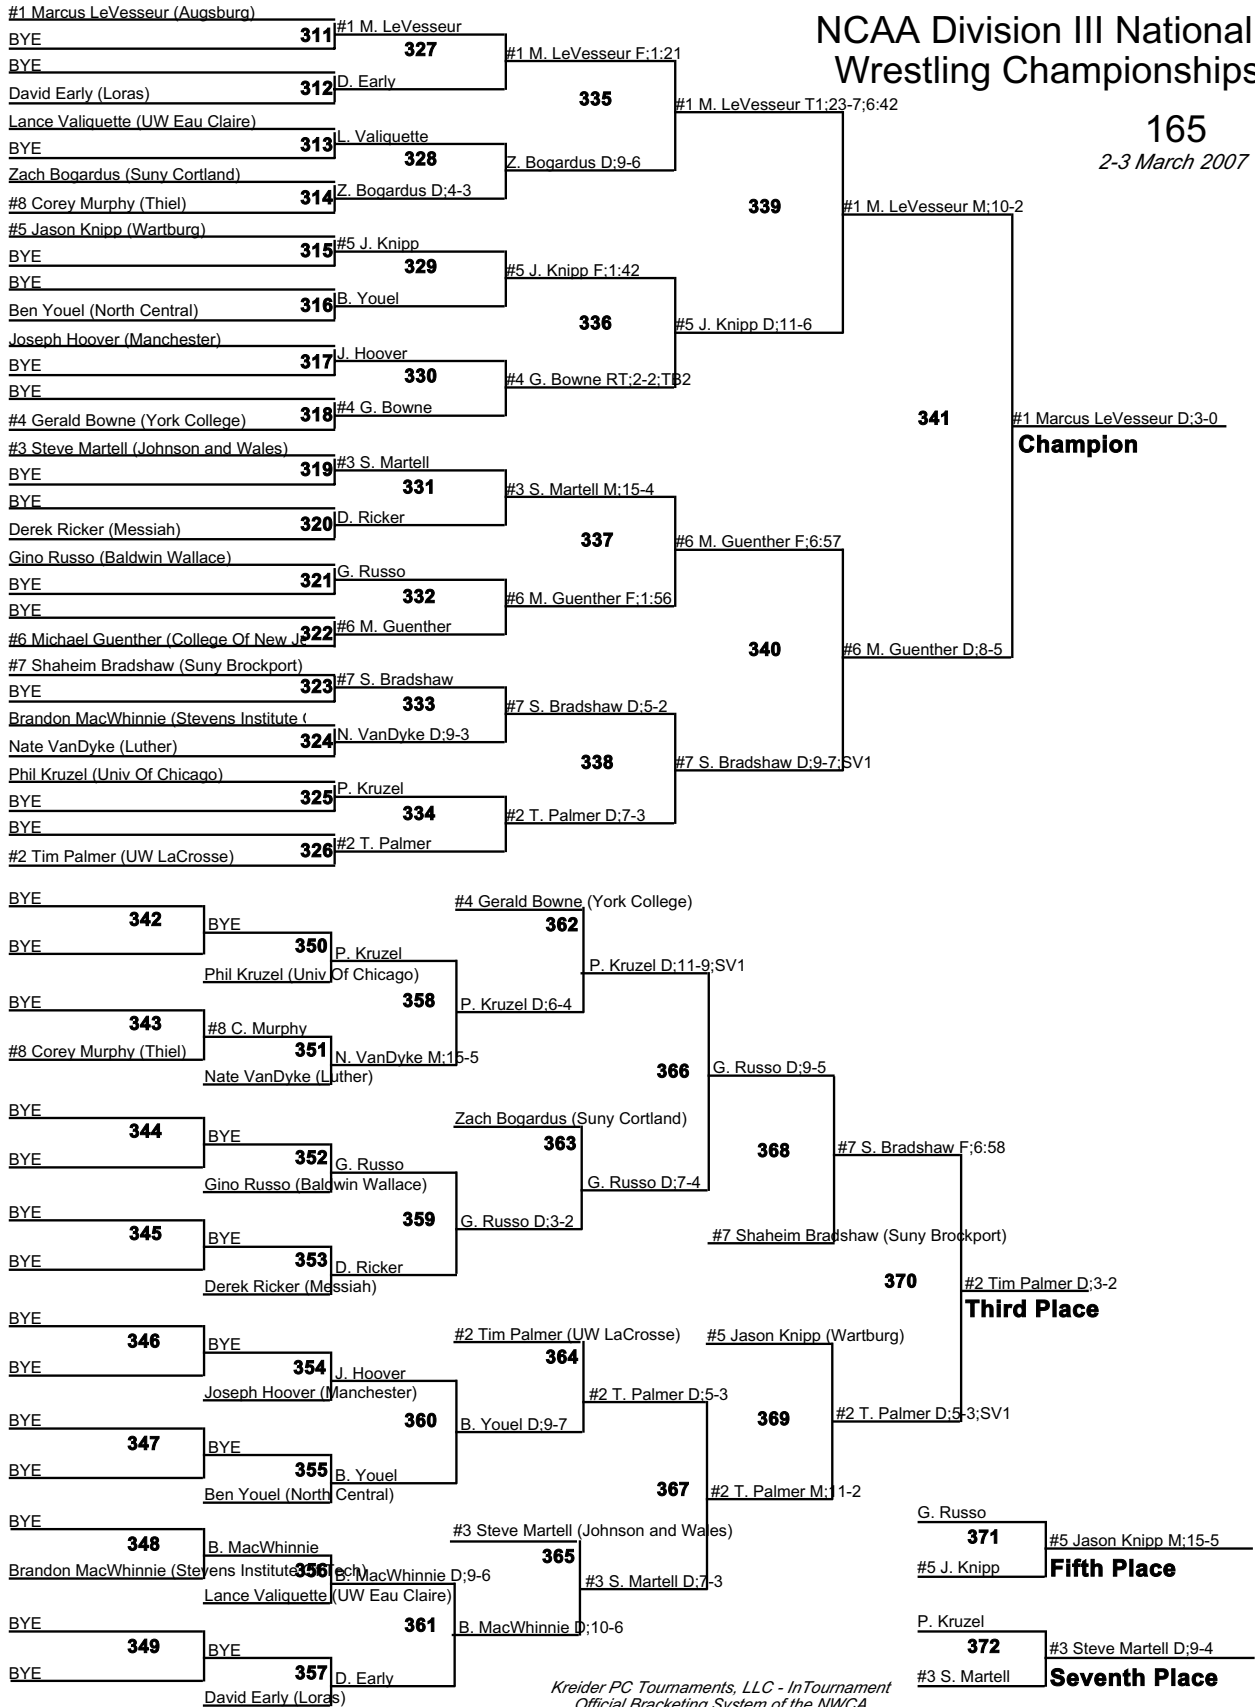 NCAA Division III National
Wrestling Championships
165
2-3 March 2007
#1 Marcus LeVesseur (Augsburg)
311
BYE
#1 M. LeVesseur
327
BYE
312
David Early (Loras)
D. Early
#1 M. LeVesseur F;1:21
335
Lance Valiquette (UW Eau Claire)
313
BYE
L. Valiquette
328
Zach Bogardus (Suny Cortland)
314
#8 Corey Murphy (Thiel)
Z. Bogardus D;4-3
Z. Bogardus D;9-6
#1 M. LeVesseur T1;23-7;6:42
339
#5 Jason Knipp (Wartburg)
315
BYE
#5 J. Knipp
329
BYE
316
Ben Youel (North Central)
B. Youel
#5 J. Knipp F;1:42
336
Joseph Hoover (Manchester)
317
BYE
J. Hoover
330
BYE
318
#4 Gerald Bowne (York College)
#4 G. Bowne
#4 G. Bowne RT;2-2;TB2
#5 J. Knipp D;11-6
#1 M. LeVesseur M;10-2
341
#1 Marcus LeVesseur D;3-0
Champion
#3 Steve Martell (Johnson and Wales)
319
BYE
#3 S. Martell
331
BYE
320
Derek Ricker (Messiah)
D. Ricker
#3 S. Martell M;15-4
337
Gino Russo (Baldwin Wallace)
321
BYE
G. Russo
332
BYE
322
#6 Michael Guenther (College Of New Je
#6 M. Guenther
#6 M. Guenther F;1:56
#6 M. Guenther F;6:57
340
#7 Shaheim Bradshaw (Suny Brockport)
323
BYE
#7 S. Bradshaw
333
Brandon MacWhinnie (Stevens Institute (
324
Nate VanDyke (Luther)
N. VanDyke D;9-3
#7 S. Bradshaw D;5-2
338
Phil Kruzel (Univ Of Chicago)
325
BYE
P. Kruzel
334
BYE
326
#2 Tim Palmer (UW LaCrosse)
#2 T. Palmer
#2 T. Palmer D;7-3
#7 S. Bradshaw D;9-7;SV1
#6 M. Guenther D;8-5
BYE
342
BYE
BYE
350
Phil Kruzel (Univ Of Chicago)
P. Kruzel
358
BYE
343
#8 Corey Murphy (Thiel)
#8 C. Murphy
351
Nate VanDyke (Luther)
N. VanDyke M;15-5
P. Kruzel D;6-4
#4 Gerald Bowne (York College)
362
P. Kruzel D;11-9;SV1
366
BYE
344
BYE
BYE
352
Gino Russo (Baldwin Wallace)
G. Russo
359
BYE
345
BYE
BYE
353
Derek Ricker (Messiah)
D. Ricker
G. Russo D;3-2
Zach Bogardus (Suny Cortland)
363
G. Russo D;7-4
G. Russo D;9-5
368
#7 Shaheim Bradshaw (Suny Brockport)
#7 S. Bradshaw F;6:58
370
#2 Tim Palmer D;3-2
Third Place
BYE
346
BYE
BYE
354
Joseph Hoover (Manchester)
J. Hoover
360
BYE
347
BYE
BYE
355
Ben Youel (North Central)
B. Youel
B. Youel D;9-7
#2 Tim Palmer (UW LaCrosse)
364
#2 T. Palmer D;5-3
367
#5 Jason Knipp (Wartburg)
369
#2 T. Palmer D;5-3;SV1
#2 T. Palmer M;11-2
BYE
348
Brandon MacWhinnie (Stevens Institute Of Tech)
B. MacWhinnie
356
Lance Valiquette (UW Eau Claire)
B. MacWhinnie D;9-6
361
BYE
349
BYE
BYE
357
David Early (Loras)
D. Early
B. MacWhinnie D;10-6
#3 Steve Martell (Johnson and Wales)
365
#3 S. Martell D;7-3
G. Russo
371
#5 J. Knipp
#5 Jason Knipp M;15-5
Fifth Place
P. Kruzel
372
#3 S. Martell
#3 Steve Martell D;9-4
Seventh Place
Kreider PC Tournaments, LLC - InTournament
Official Bracketing System of the NWCA